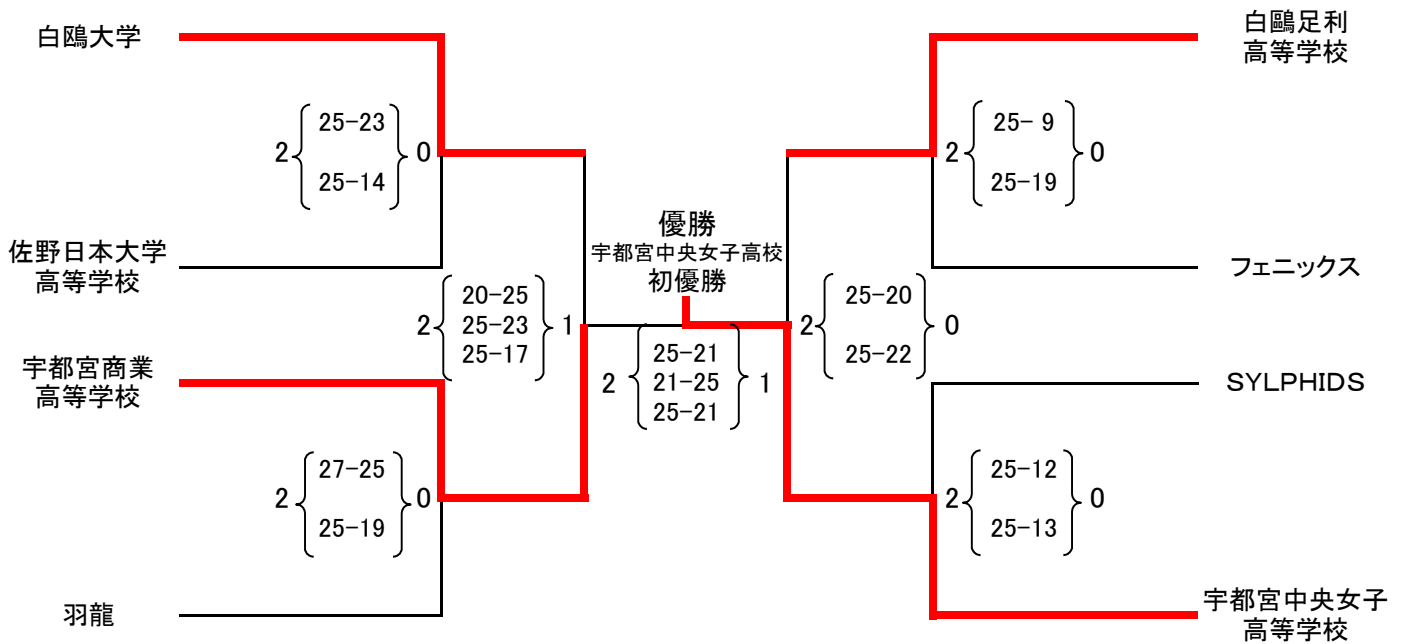 白鴎大学
2 25-23 0
25-14
佐野日本大学
高等学校
2 20-25 1
25-23
25-17
宇都宮商業
高等学校
2 27-25 0
25-19
羽龍
優勝
宇都宮中央女子高校
初優勝
2 25-21 1
21-25
25-21
白鷗足利
高等学校
2 25- 9 0
25-19
フェニックス
2 25-20 0
25-22
SYLPHIDS
2 25-12 0
25-13
宇都宮中央女子
高等学校